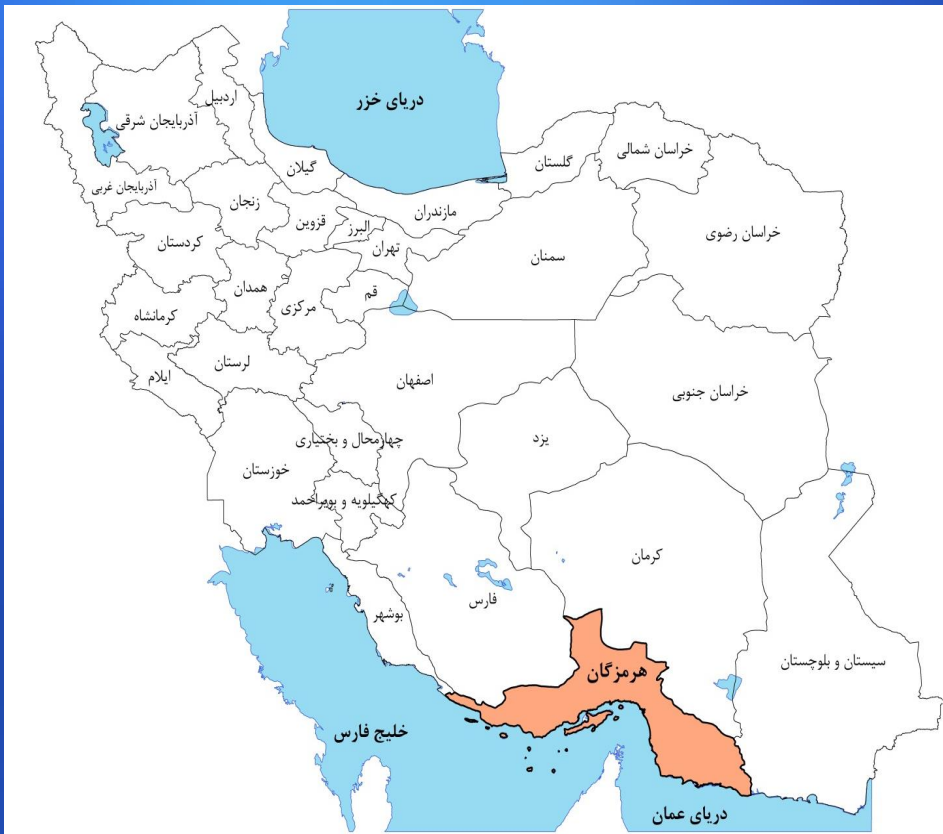 دریای خزر
اردبیل
آذربایجان شرقی
گیلان
گلستان
خراسان شمالی
آذربایجان غربی
زنجان
قزوین
البرز
مازندران
تهران
سمنان
خراسان رضوی
کردستان
همدان
مرکزی
قم
کرمانشاه
لرستان
ایلام
اصفهان
خراسان جنوبی
چهارمحال و بختیاری
یزد
خوزستان
کهگیلویه و بویراحمد
کرمان
فارس
بوشهر
سیستان و بلوچستان
هرمزگان
خلیج فارس
دریای عمان